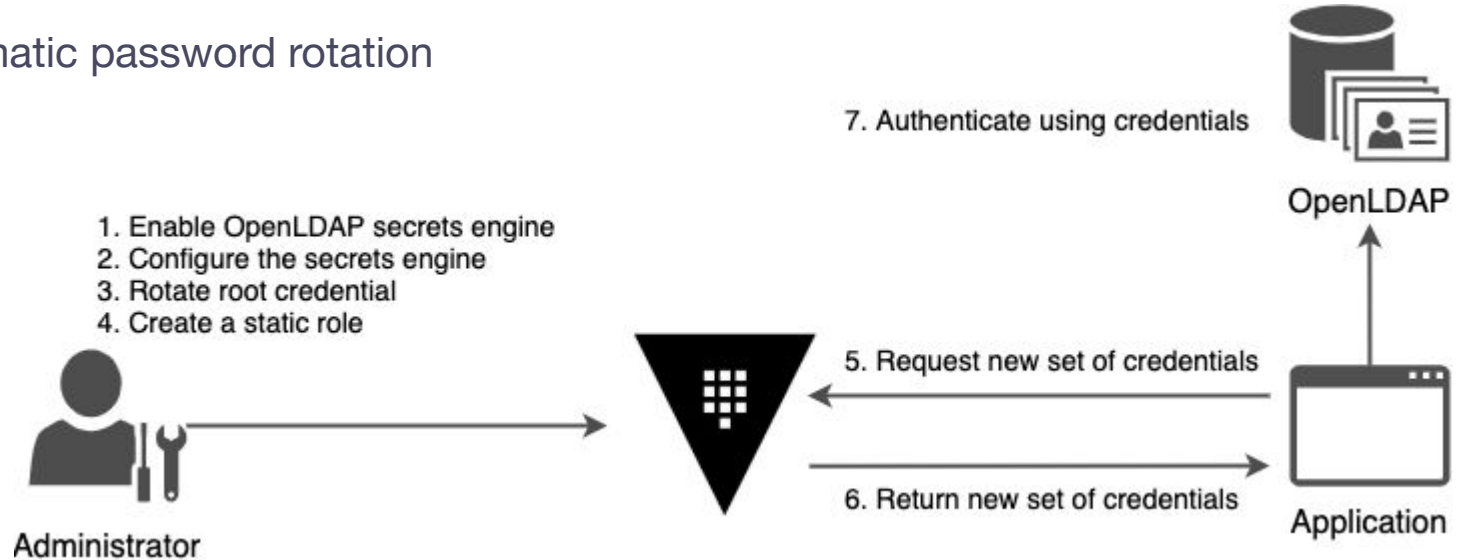 matic password rotation
7. Authenticate using credentials
OpenLDAP
1. Enable OpenLDAP secrets engine
2. Configure the secrets engine
3. Rotate root credential
4. Create a static role
5. Request new set of credentials
6. Return new set of credentials
Application
Administrator